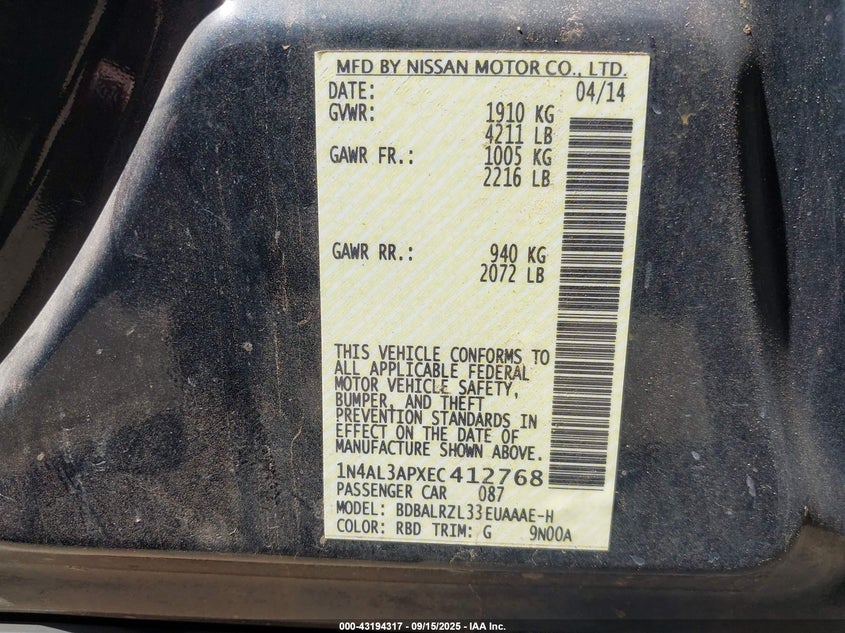 MFD BY NISSAN MOTOR CO., LTD.
DATE: 04/14
GVWR: 1910 KG
4211 LB
GAWR FR.: 1005 KG
2216 LB
GAWR RR.: 940 KG
2072 LB
THIS VEHICLE CONFORMS TO
ALL APPLICABLE FEDERAL
MOTOR VEHICLE SAFETY,
BUMPER, AND THEFT
PREVENTION STANDARDS IN
EFFECT ON THE DATE OF
MANUFACTURE SHOWN ABOVE.
1N4AL3APXEC412768
PASSENGER CAR 087
MODEL: BDBALRZL33EUAAAE-H
COLOR: RBD TRIM: G 9N00A
000-43194317 - 09/15/2025 - IAA Inc.